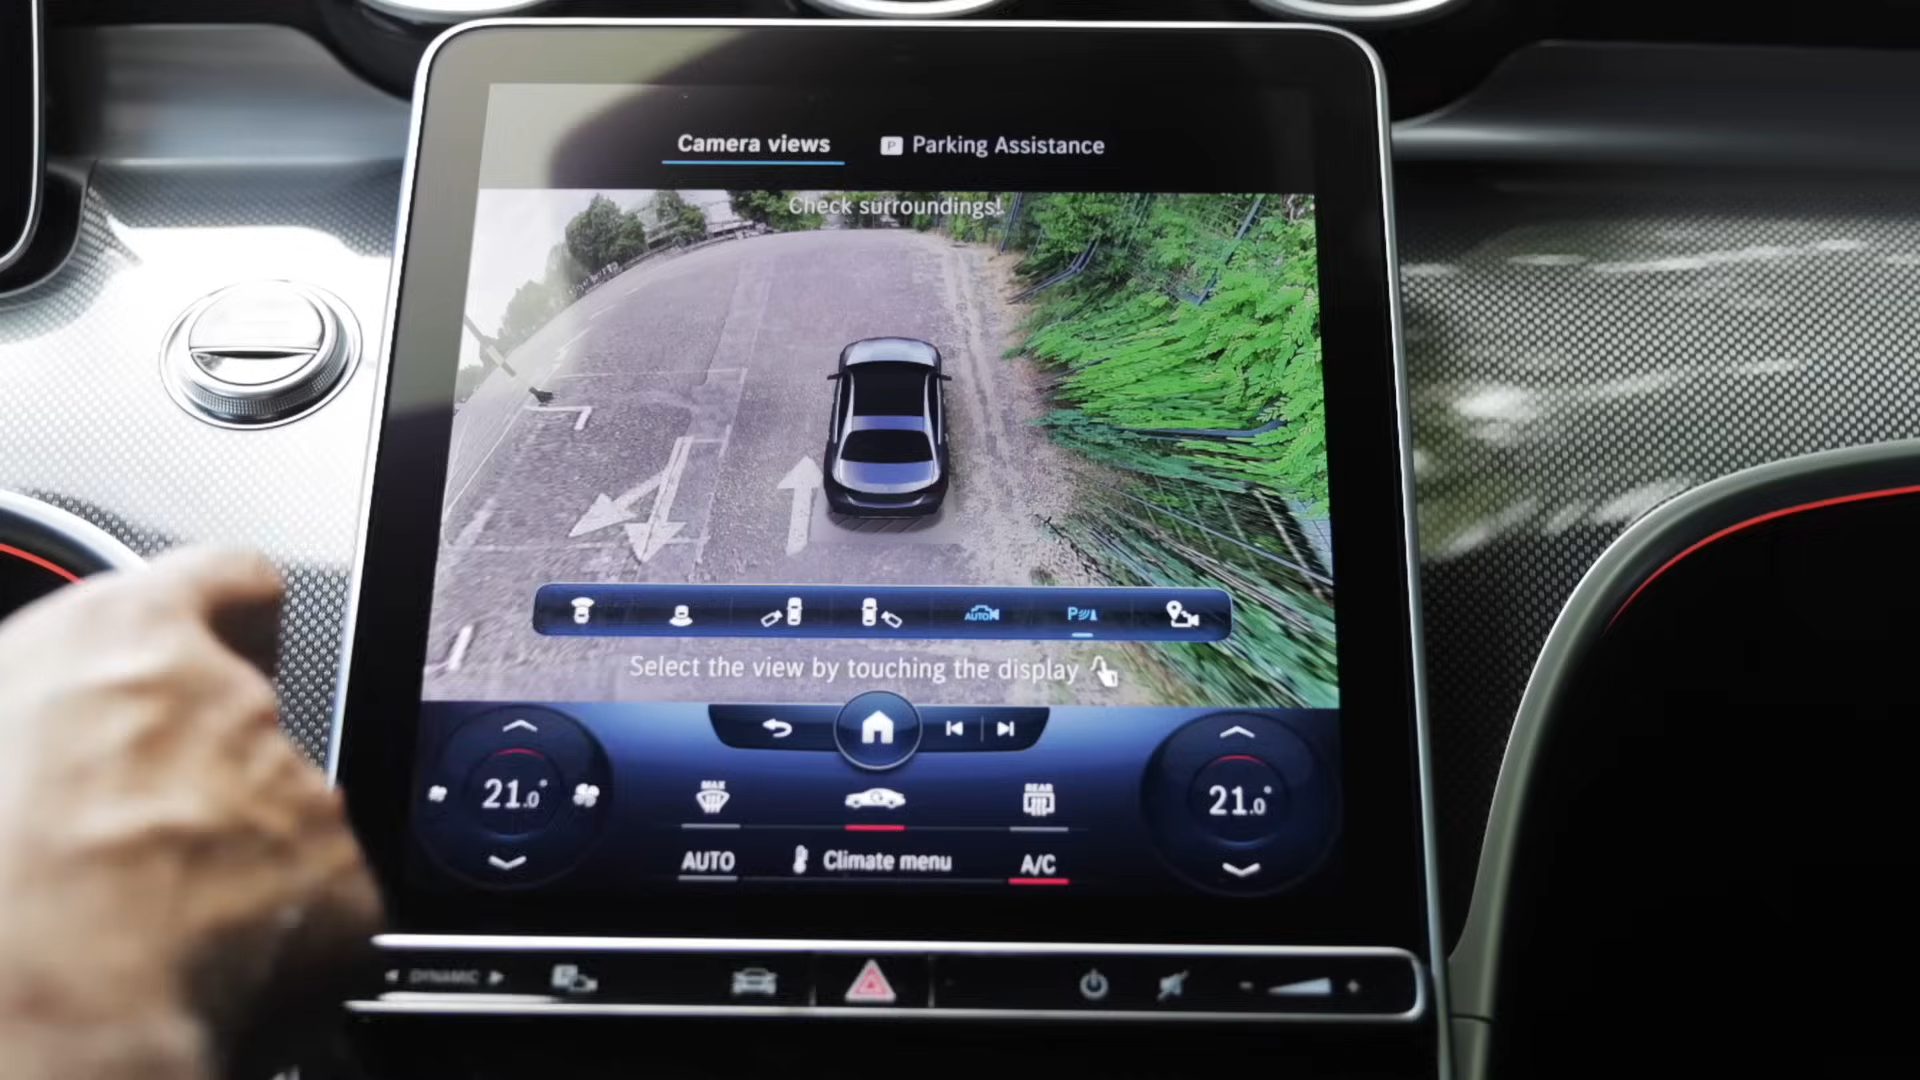 Camera views
P Parking Assistance
Check surroundings!
AUTO
P
Select the view by touching the display
21.0°
MAX
REAR
21.0°
AUTO
Climate menu
A/C
DYNAMIC